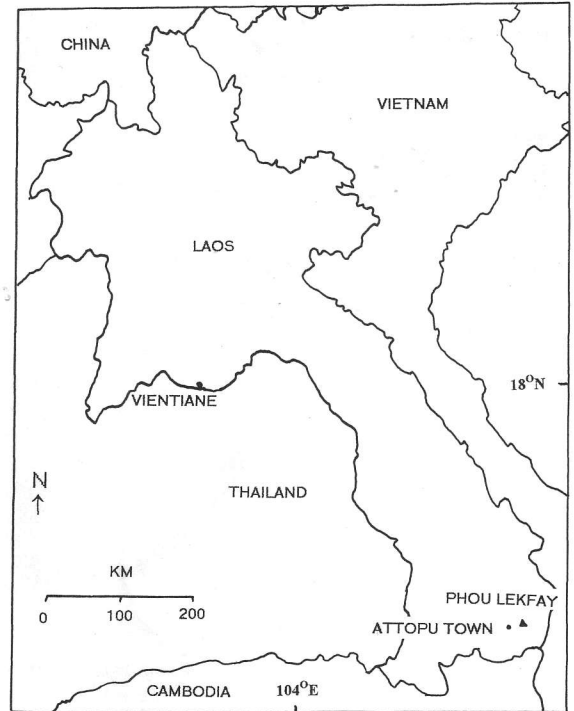 CHINA
VIETNAM
LAOS
18°N
VIENTIANE
N
THAILAND
KM
0 100 200
PHOU LEKFAY
ATTOPU TOWN
CAMBODIA
104°E